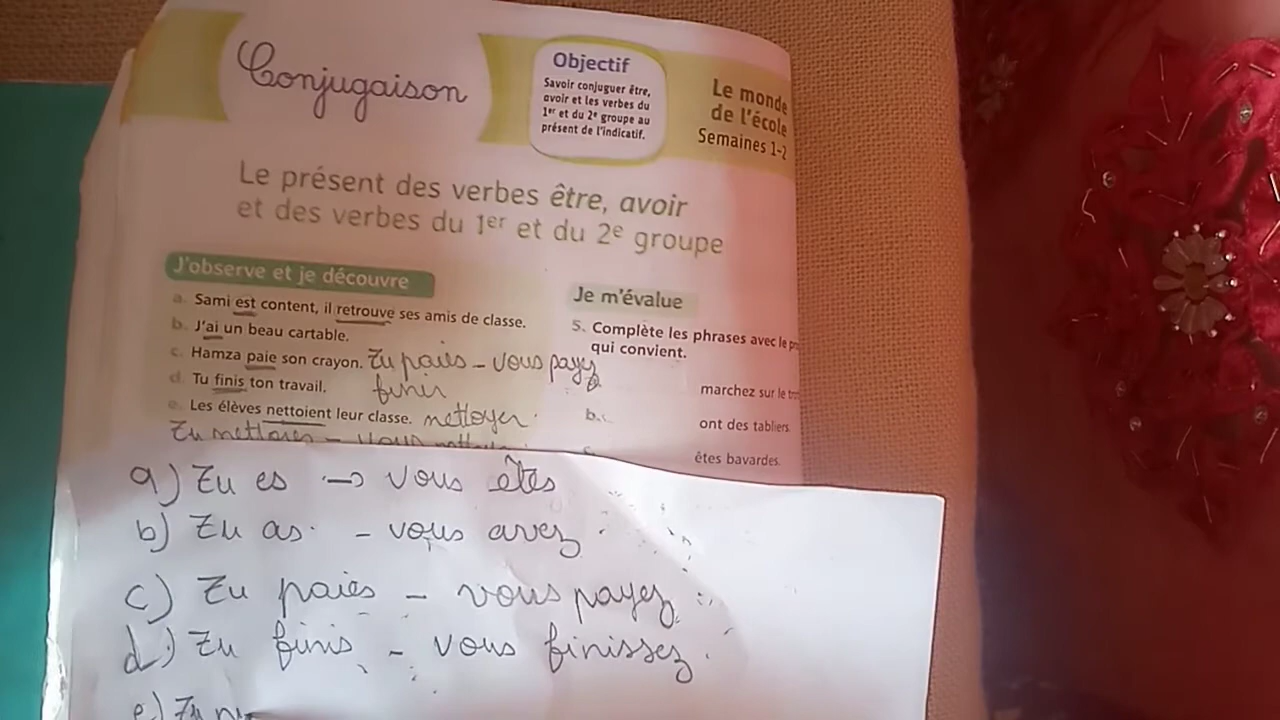 Conjugaison
Objectif
Savoir conjuguer être,
avoir et les verbes du
1er et du 2e groupe au
présent de l'indicatif.
Le monde
de l'école
Semaines 1-2
Le présent des verbes être, avoir
et des verbes du 1er et du 2e groupe
J'observe et je découvre
a. Sami est content, il retrouve ses amis de classe.
b. J'ai un beau cartable.
c. Hamza paie son crayon. Tu paies - vous payez
d. Tu finis ton travail. finir
e. Les élèves nettoient leur classe. nettoyer.
Tu nettoies - vous
Je m'évalue
5. Complète les phrases avec le
qui convient.
marchez sur le
b.
ont des tabliers.
êtes bavardes.
a) Tu es → vous êtes
b) Tu as. - vous avez.
c) Tu paies - vous payez.
d) Tu finis - vous finissez.
e) Tu